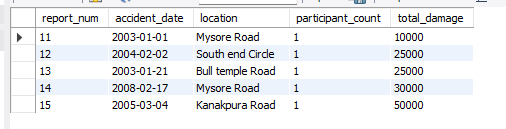 report_num accident_date location participant_count total_damage
11 2003-01-01 Mysore Road 1 10000
12 2004-02-02 South end Circle 1 25000
13 2003-01-21 Bull temple Road 1 25000
14 2008-02-17 Mysore Road 1 30000
15 2005-03-04 Kanakpura Road 1 50000